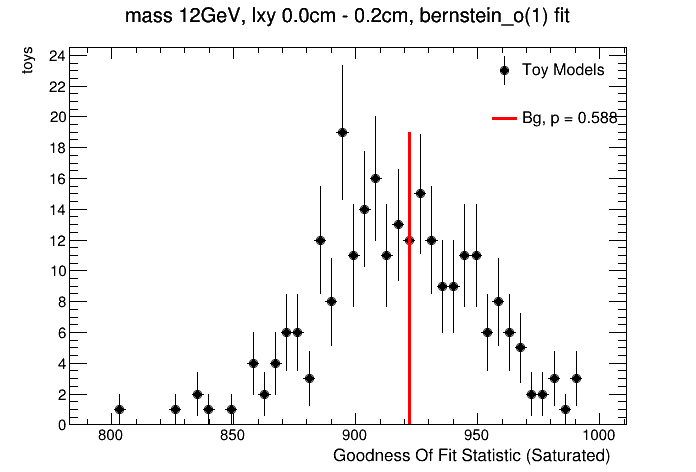 mass 12GeV, lxy 0.0cm - 0.2cm, bernstein_o(1) fit
toys
24
22
20
18
16
14
12
10
8
6
4
2
0
Toy Models
Bg, p = 0.588
800 850 900 950 1000
Goodness Of Fit Statistic (Saturated)